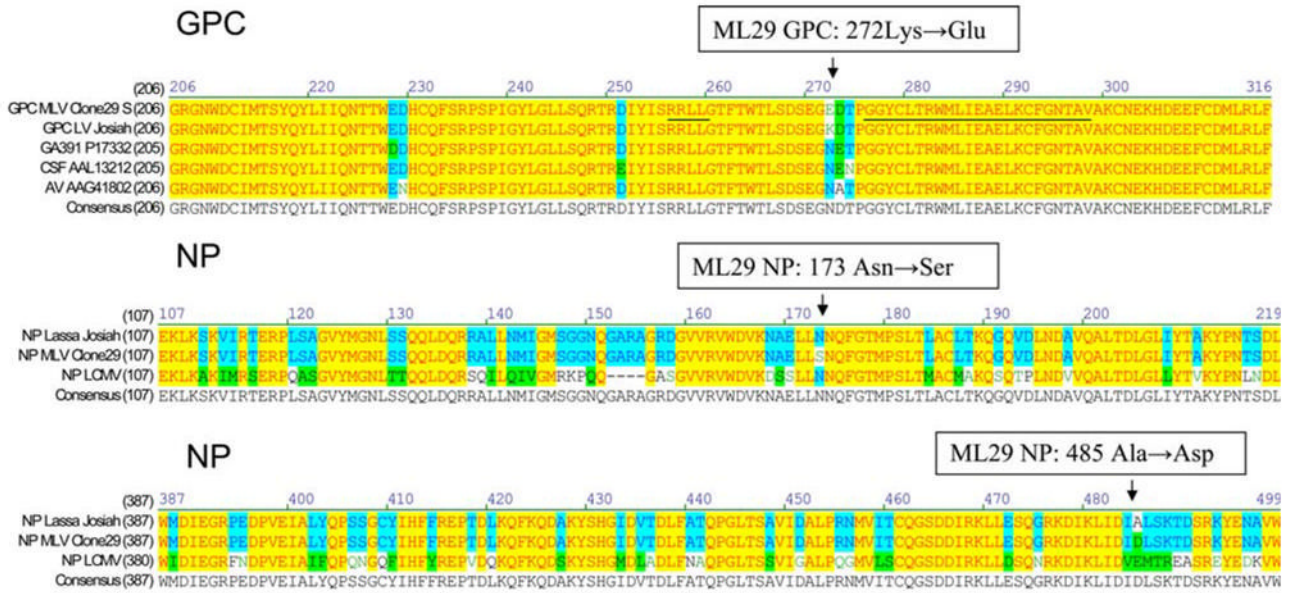 GPC
ML29 GPC: 272Lys→Glu
(206) 206 220 230 240 250 260 270 280 290 300 316
GPC MLV Clone29 S (206) GRGNWDCIMTSYQYLIIQNTTWEDHCQFSRPSPIGYLGLLSQRTRDIYISRRLLGTFTWTLSDSEGEDTPGGYCLTRWMLIEAELKCFGNTAVAKCNEKHDEEFCDMLRLF
GPC LV Josiah (206) GRGNWDCIMTSYQYLIIQNTTWEDHCQFSRPSPIGYLGLLSQRTRDIYISRRLLGTFTWTLSDSEGKDTPGGYCLTRWMLIEAELKCFGNTAVAKCNEKHDEEFCDMLRLF
GA391 P17332 (205) GRGNWDCIMTSYQYLIIQNTTWDDHCQFSRPSPIGYLGLLSQRTRDIYISRRLLGTFTWTLSDSEGNETPGGYCLTRWMLIEAELKCFGNTAVAKCNEKHDEEFCDMLRLF
CSF AAL13212 (205) GRGNWDCIMTSYQYLIIQNTTWEDHCQFSRPSPIGYLGLLSQRTREIYISRRLLGTFTWTLSDSEGNENPGGYCLTRWMLIEAELKCFGNTAVAKCNEKHDEEFCDMLRLF
AV AAG41802 (206) GRGNWDCIMTSYQYLIIQNTTWENHCQFSRPSPIGYLGLLSQRTRDIYISRRLLGTFTWTLSDSEGNATPGGYCLTRWMLIEAELKCFGNTAVAKCNEKHDEEFCDMLRLF
Consensus (206) GRGNWDCIMTSYQYLIIQNTTWEDHCQFSRPSPIGYLGLLSQRTRDIYISRRLLGTFTWTLSDSEGNDTPGGYCLTRWMLIEAELKCFGNTAVAKCNEKHDEEFCDMLRLF
NP
ML29 NP: 173 Asn→Ser
(107) 107 120 130 140 150 160 170 180 190 200 219
NP Lassa Josiah (107) EKLKSKVIRTERPLSAGVYMGNLSSQQLDQRRALLNMIGMSGGNQGARAGRDGVVRVWDVKNAELLNNQFGTMPSLTLACLTKQGQVDLNDAVQALTDLGLIYTAKYPNTSDL
NP MLV Clone29 (107) EKLKSKVIRTERPLSAGVYMGNLSSQQLDQRRALLNMIGMSGGNQGARAGRDGVVRVWDVKNAELLSNQFGTMPSLTLACLTKQGQVDLNDAVQALTDLGLIYTAKYPNTSDL
NP LCMV (107) EKLKAKIMRSERPQASGVYMGNLTTQQLDQRSQILQIVGMRKPQQ----GASGVVRVWDVKDSSLLNNQFGTMPSLTMACMAKQSQTPLNDVVQALTDLGLLYTVKYPNLNDL
Consensus (107) EKLKSKVIRTERPLSAGVYMGNLSSQQLDQRRALLNMIGMSGGNQGARAGRDGVVRVWDVKNAELLNNQFGTMPSLTLACLTKQGQVDLNDAVQALTDLGLIYTAKYPNTSDL
NP
ML29 NP: 485 Ala→Asp
(387) 387 400 410 420 430 440 450 460 470 480 499
NP Lassa Josiah (387) WMDIEGRPEDPVEIALYQPSSGCYIHFFREPTDLKQFKQDAKYSHGIDVTDLFATQPGLTSAVIDALPRNMVITCQGSDDIRKLLESQGRKDIKLIDIALSKTDSRKYENAVW
NP MLV Clone29 (387) WMDIEGRPEDPVEIALYQPSSGCYIHFFREPTDLKQFKQDAKYSHGIDVTDLFATQPGLTSAVIDALPRNMVITCQGSDDIRKLLESQGRKDIKLIDIDLSKTDSRKYENAVW
NP LCMV (380) WIDIEGRFNDPVEIAIFQPQNGQFIHFYREPVDQKQFKQDSKYSHGMDLADLFNAQPGLTSSVIGALPQGMVLSCQGSDDIRKLLDSQNRKDIKLIDVEMTREASREYEDKVW
Consensus (387) WMDIEGRPEDPVEIALYQPSSGCYIHFFREPTDLKQFKQDAKYSHGIDVTDLFATQPGLTSAVIDALPRNMVITCQGSDDIRKLLESQGRKDIKLIDIDLSKTDSRKYENAVW